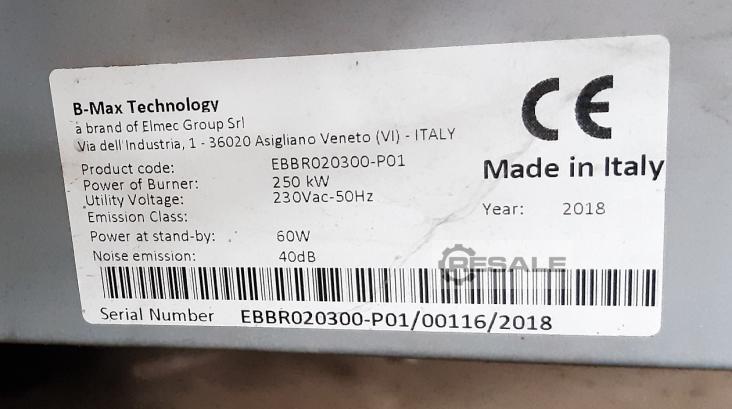 B-Max Technology
a brand of Elmec Group Srl
Via dell'Industria, 1 - 36020 Asigliano Veneto (VI) - ITALY
CE
Made in Italy
Product code: EBBR020300-P01
Power of Burner: 250 kW
Utility Voltage: 230Vac-50Hz
Year: 2018
Emission Class:
Power at stand-by: 60W
Noise emission: 40dB
RESALE
Serial Number EBBR020300-P01/00116/2018